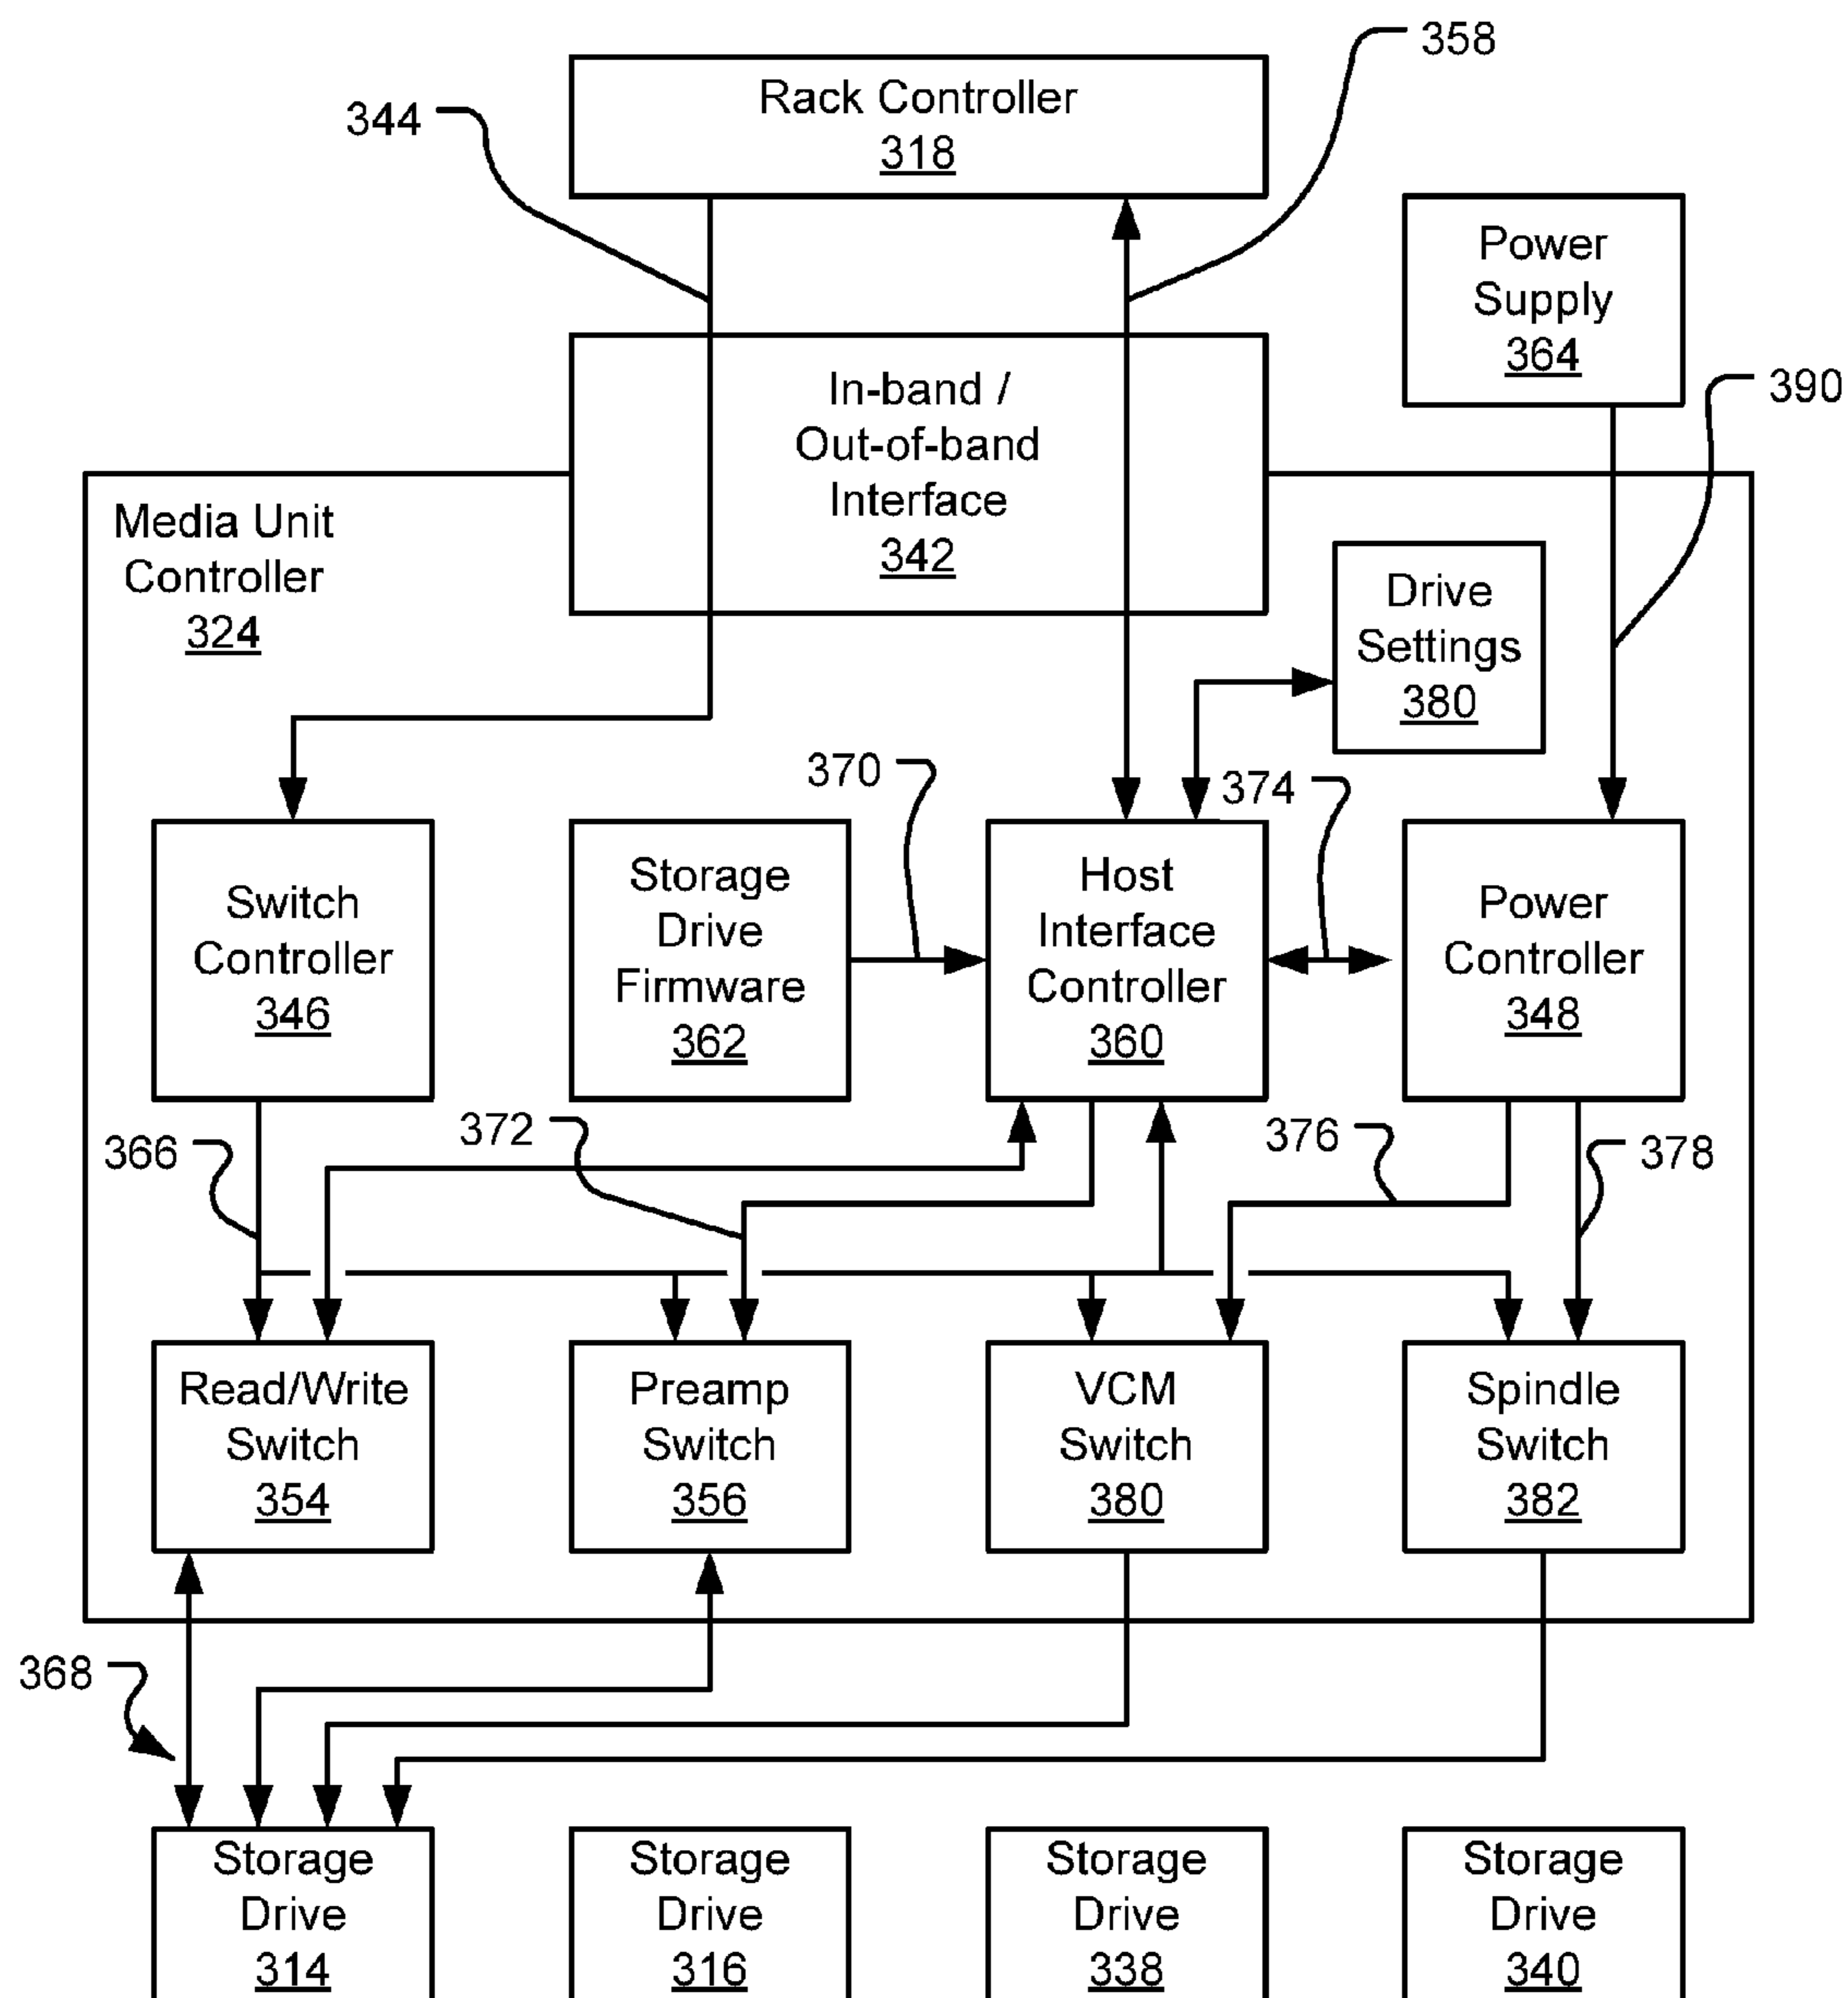 358
Rack Controller
318
344
Power
Supply
364
390
In-band /
Out-of-band
Interface
342
Media Unit
Controller
324
Drive
Settings
380
370
374
Switch
Controller
346
Storage
Drive
Firmware
362
Host
Interface
Controller
360
Power
Controller
348
366
372
376
378
Read/Write
Switch
354
Preamp
Switch
356
VCM
Switch
380
Spindle
Switch
382
368
Storage
Drive
314
Storage
Drive
316
Storage
Drive
338
Storage
Drive
340